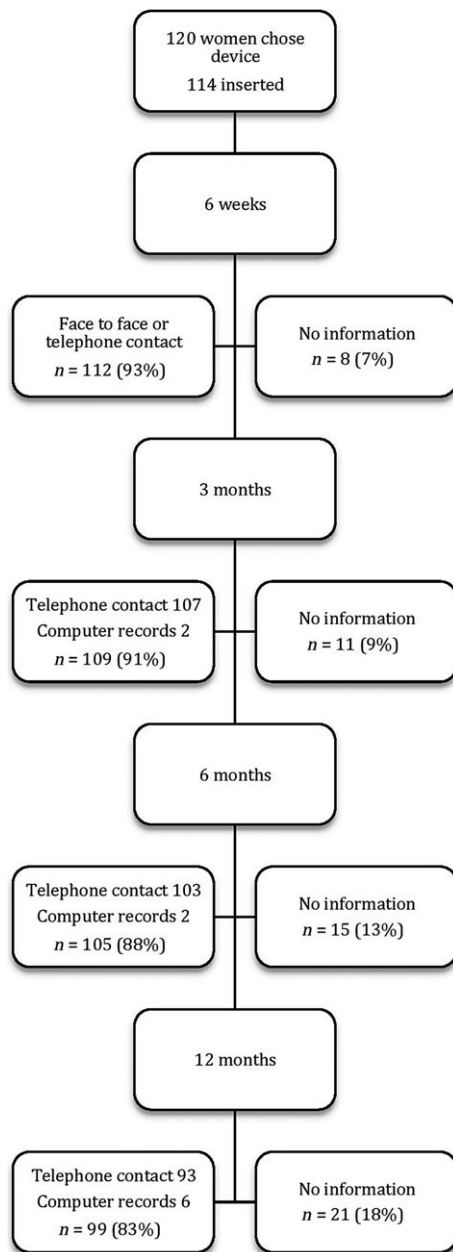 120 women chose
device
114 inserted
6 weeks
Face to face or
telephone contact
n = 112 (93%)
No information
n = 8 (7%)
3 months
Telephone contact 107
Computer records 2
n = 109 (91%)
No information
n = 11 (9%)
6 months
Telephone contact 103
Computer records 2
n = 105 (88%)
No information
n = 15 (13%)
12 months
Telephone contact 93
Computer records 6
n = 99 (83%)
No information
n = 21 (18%)